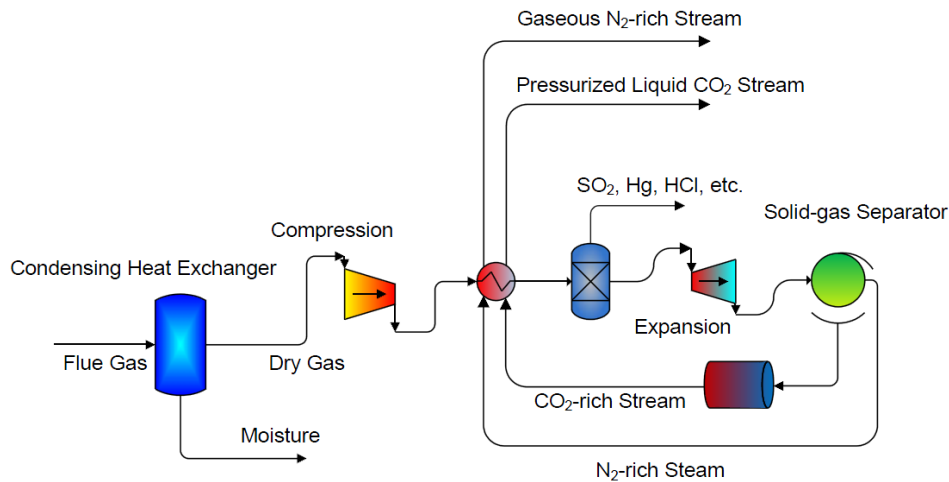 Gaseous N₂-rich Stream
Pressurized Liquid CO₂ Stream
SO₂, Hg, HCl, etc.
Solid-gas Separator
Compression
Condensing Heat Exchanger
Expansion
Flue Gas
Dry Gas
CO₂-rich Stream
Moisture
N₂-rich Steam